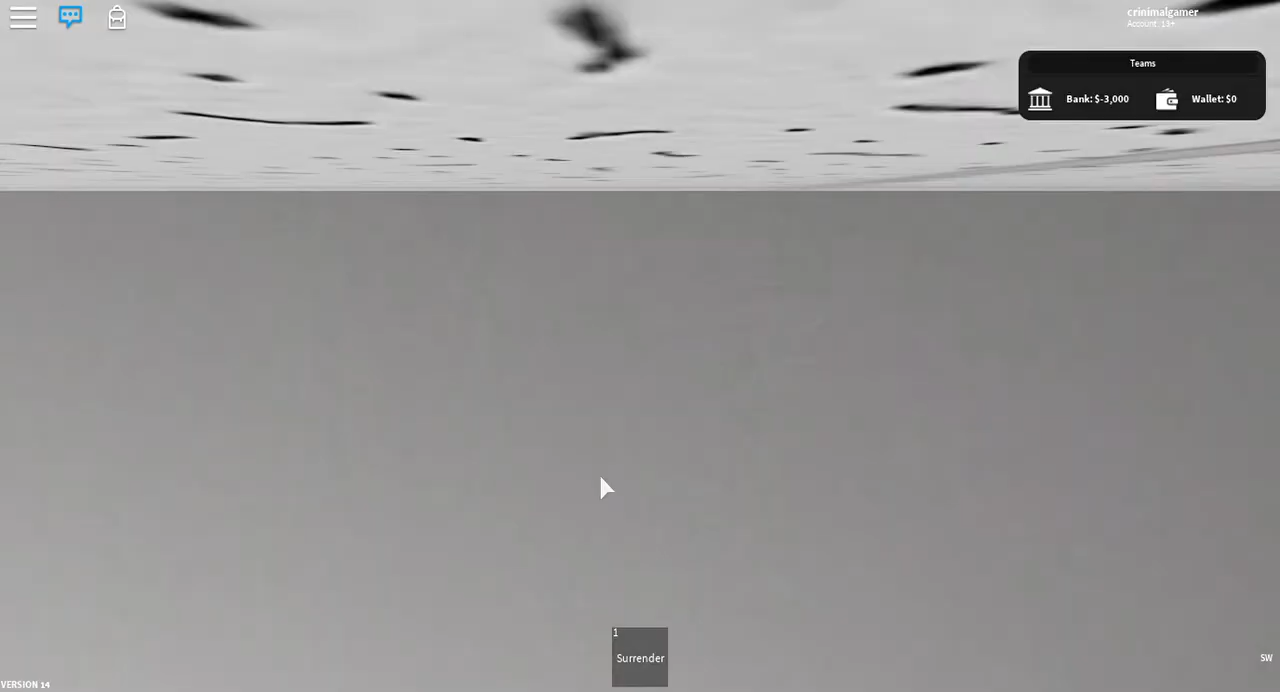 crinimalgamer
Account: 13+
Teams
Bank: $-3,000
Wallet: $0
1
Surrender
SW
VERSION 14